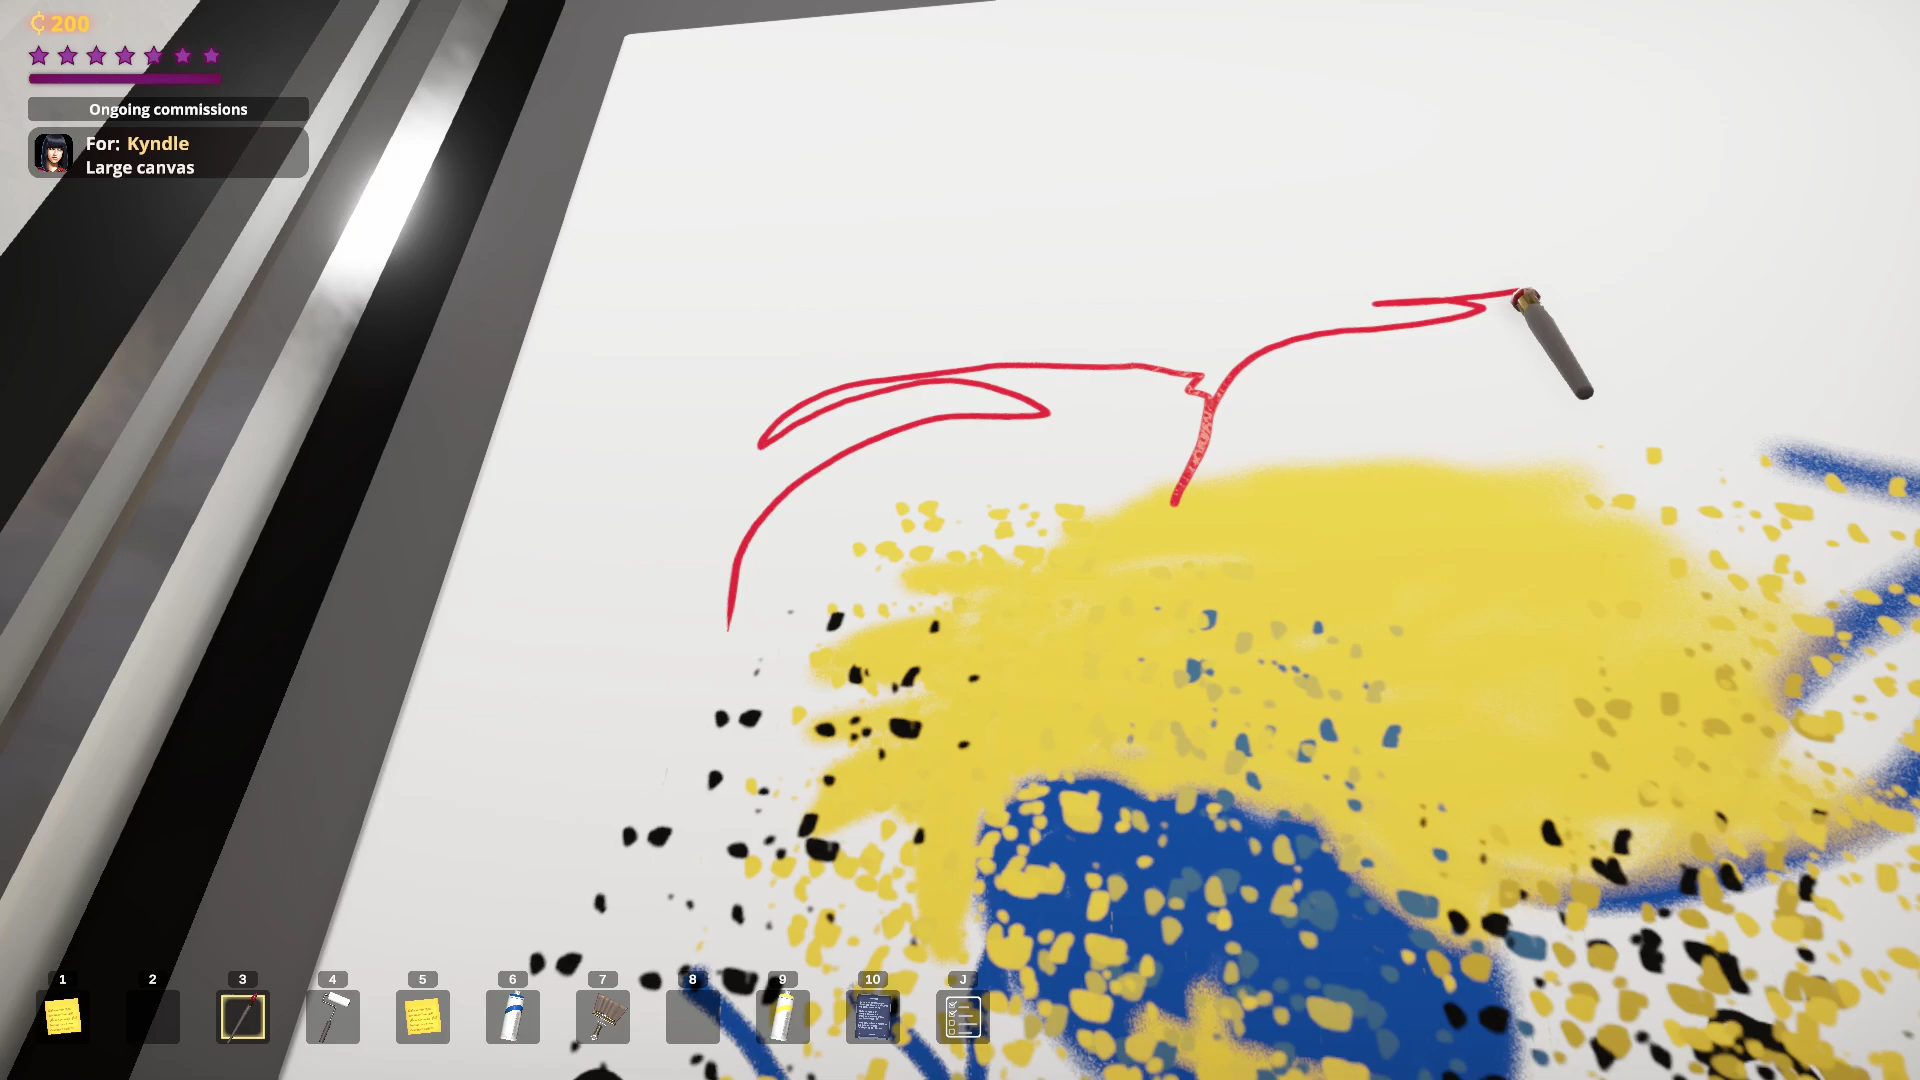 ₵ 200
Ongoing commissions
For: Kyndle
Large canvas
1 2 3 4 5 6 7 8 9 10 J